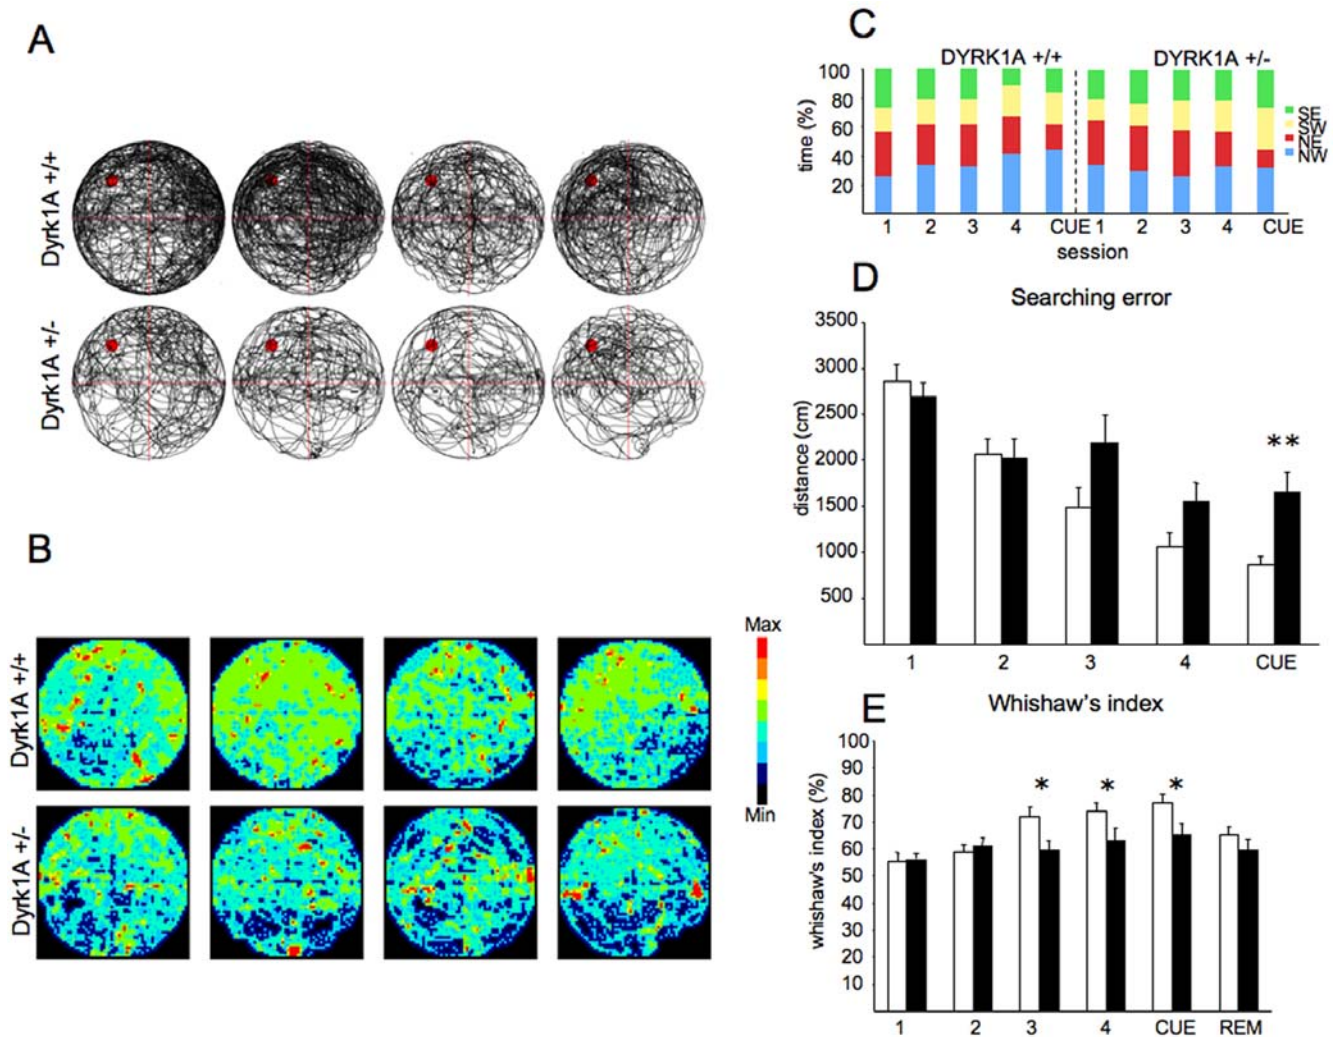 A
Dyrk1A +/+
Dyrk1A +/-
B
Dyrk1A +/+
Dyrk1A +/-
Max
Min
C
DYRK1A +/+
DYRK1A +/-
time (%)
100
80
60
40
20
SE
SW
NE
NW
1 2 3 4 CUE 1 2 3 4 CUE
session
D
Searching error
distance (cm)
3500
3000
2500
2000
1500
1000
500
**
1 2 3 4 CUE
E
Whishaw's index
whishaw's index (%)
100
90
80
70
60
50
40
30
20
10
* * *
1 2 3 4 CUE REM